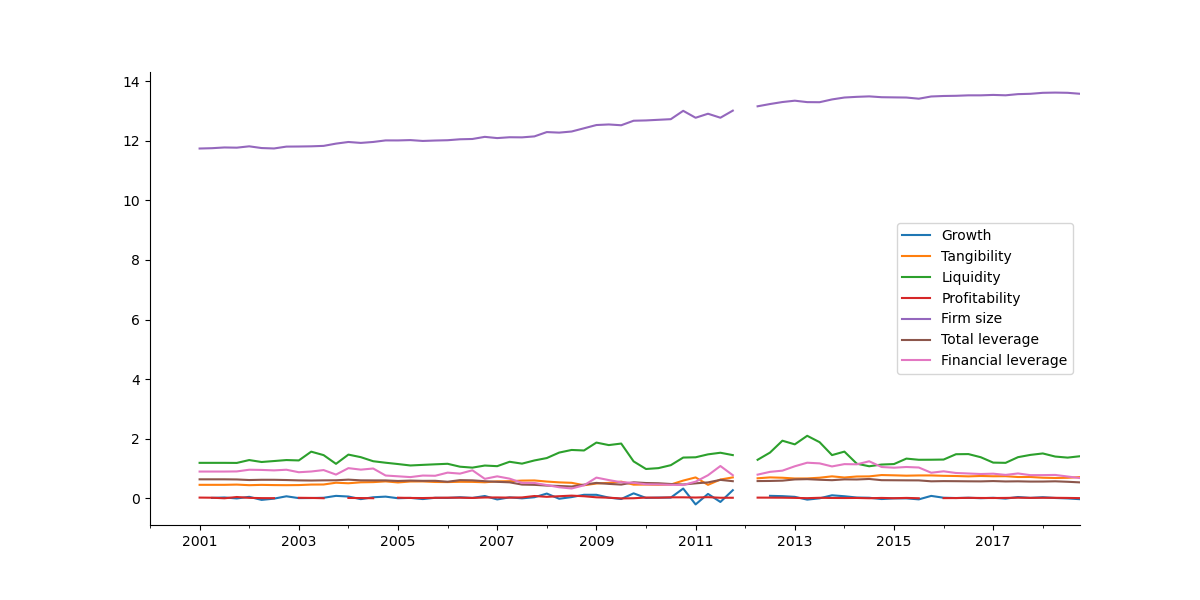 14
12
10
8
6
4
2
0
2001 2003 2005 2007 2009 2011 2013 2015 2017
Growth
Tangibility
Liquidity
Profitability
Firm size
Total leverage
Financial leverage